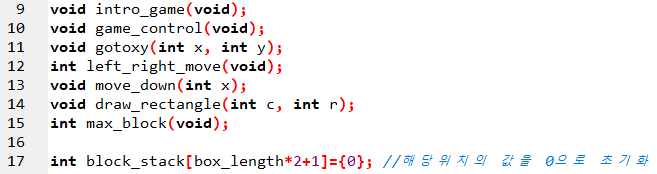 9 void intro_game(void);
10 void game_control(void);
11 void gotoxy(int x, int y);
12 int left_right_move(void);
13 void move_down(int x);
14 void draw_rectangle(int c, int r);
15 int max_block(void);
16
17 int block_stack[box_length*2+1]={0}; //해당위치의 값을 0으로 초기화